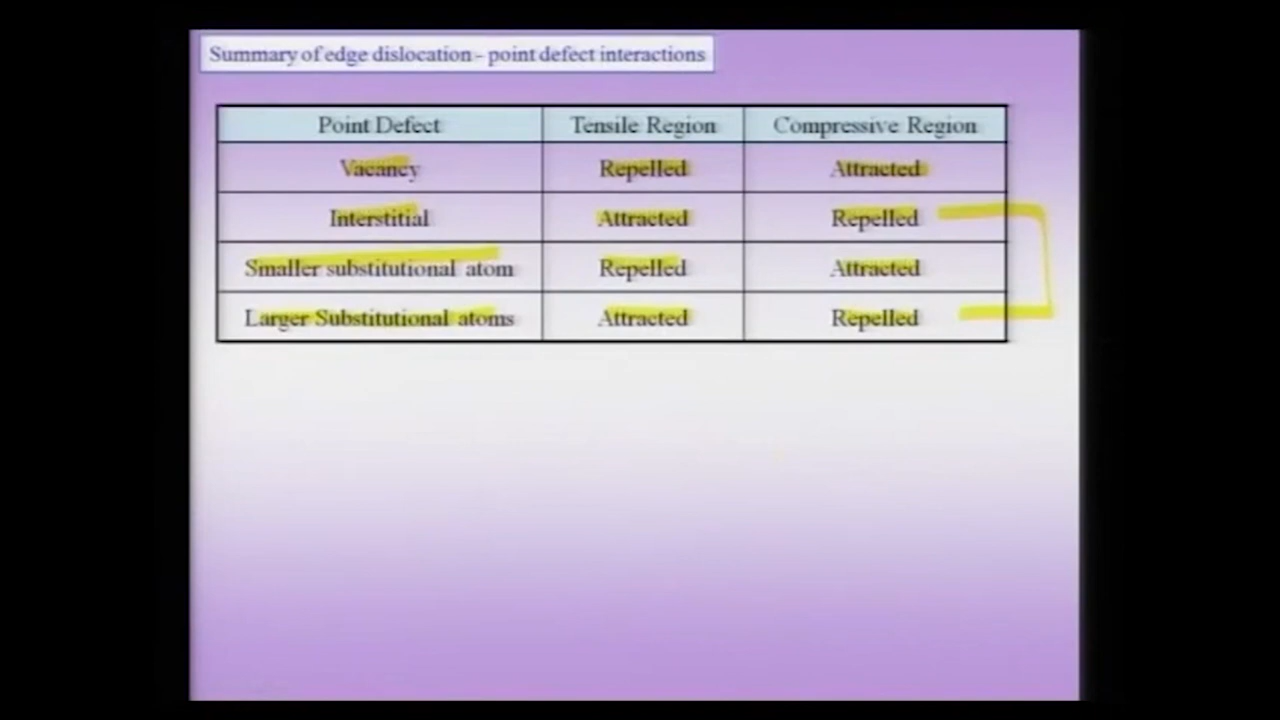 Summary of edge dislocation - point defect interactions
Point Defect Tensile Region Compressive Region
Vacancy Repelled Attracted
Interstitial Attracted Repelled
Smaller substitutional atom Repelled Attracted
Larger Substitutional atoms Attracted Repelled